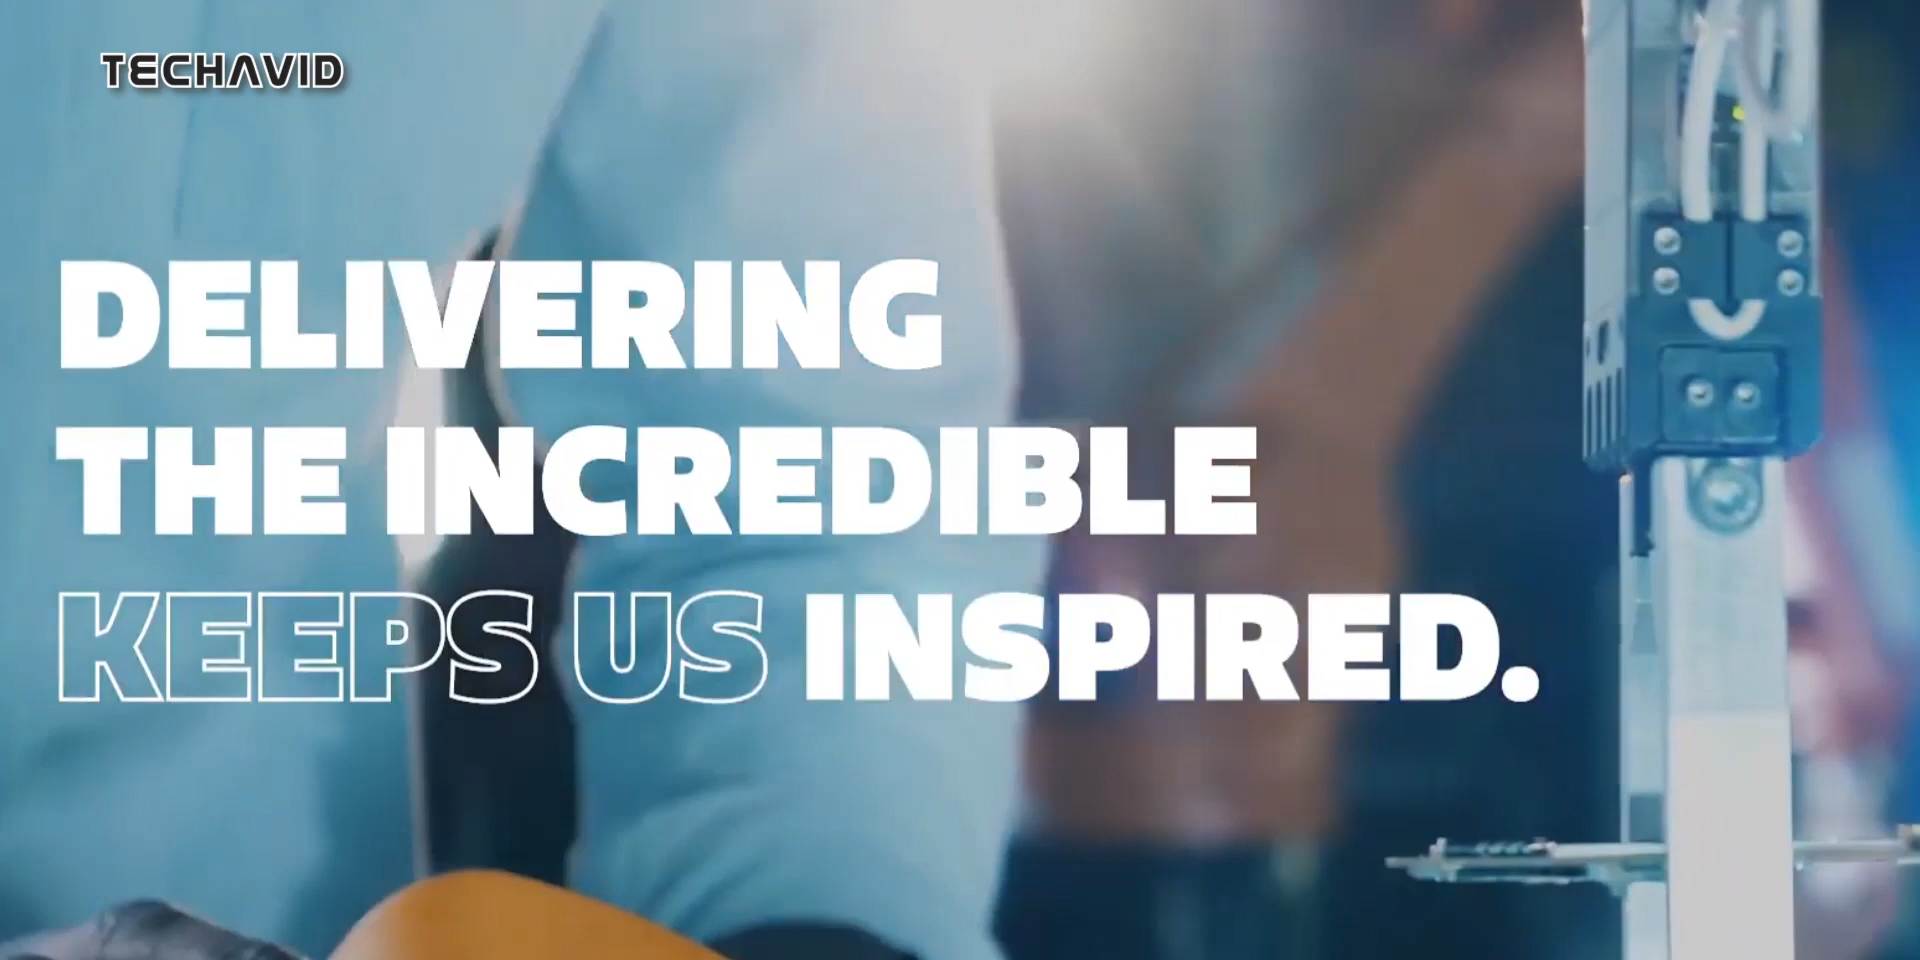 TECHAVID
DELIVERING
THE INCREDIBLE
KEEPS US INSPIRED.